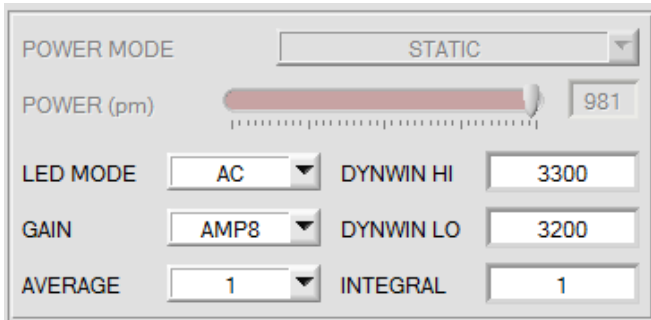 POWER MODE STATIC
POWER (pm) 981
LED MODE AC DYNWIN HI 3300
GAIN AMP8 DYNWIN LO 3200
AVERAGE 1 INTEGRAL 1